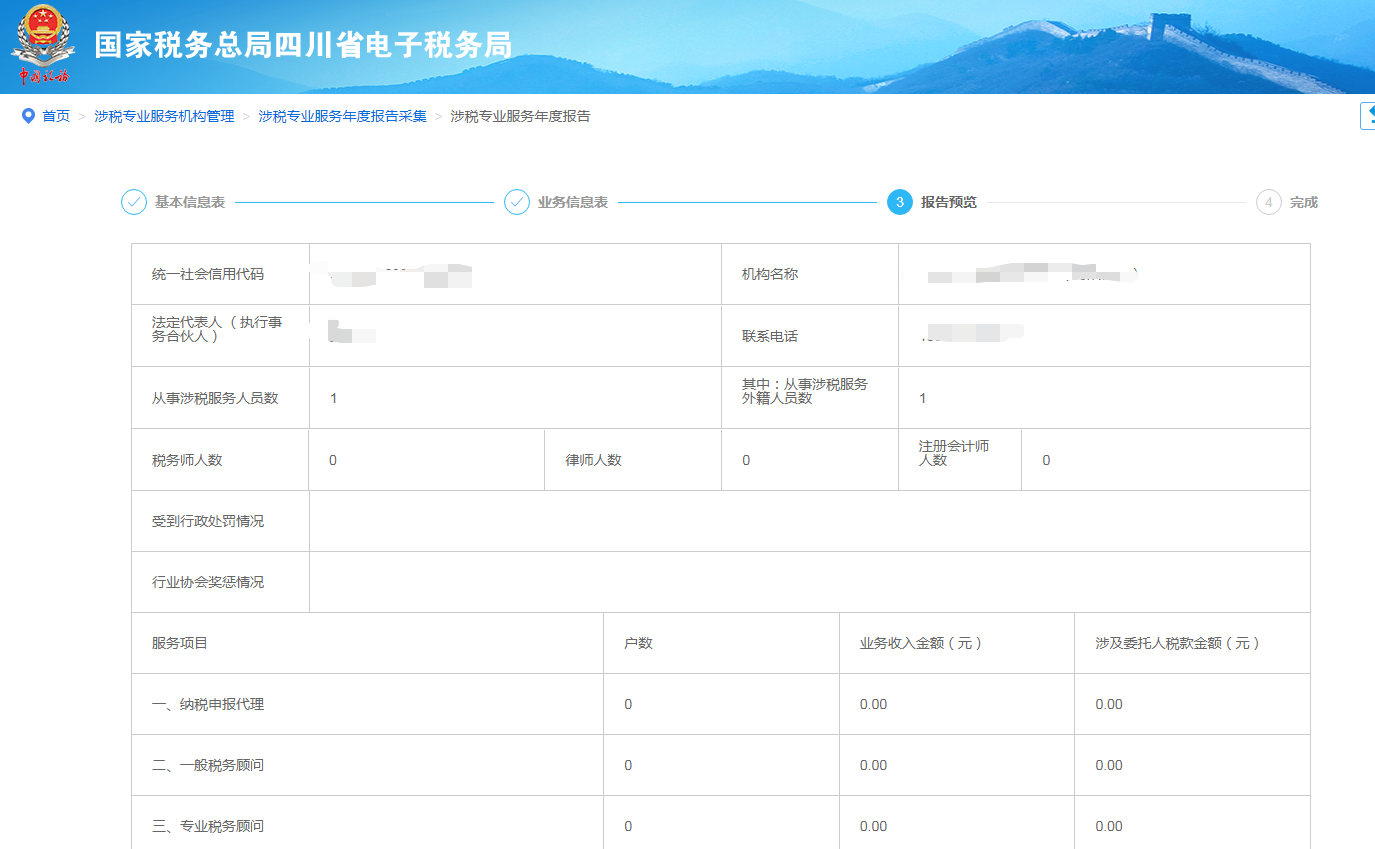 国家税务总局四川省电子税务局
中国税务
首页 > 涉税专业服务机构管理 > 涉税专业服务年度报告采集 > 涉税专业服务年度报告
基本信息表 业务信息表 3 报告预览 4 完成
统一社会信用代码 机构名称
法定代表人（执行事
务合伙人） 联系电话
从事涉税服务人员数 1 其中：从事涉税服务
外籍人员数 1
税务师人数 0 律师人数 0 注册会计师
人数 0
受到行政处罚情况
行业协会奖惩情况
服务项目 户数 业务收入金额（元） 涉及委托人税款金额（元）
一、纳税申报代理 0 0.00 0.00
二、一般税务顾问 0 0.00 0.00
三、专业税务顾问 0 0.00 0.00